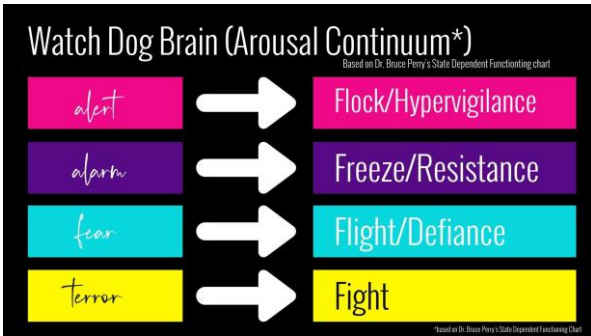 Watch Dog Brain (Arousal Continuum*)
Based on Dr. Bruce Perry's State Dependent Functionting chart
alert
Flock/Hypervigilance
alarm
Freeze/Resistance
fear
Flight/Defiance
terror
Fight
*based on Dr. Bruce Perry's State Dependent Functioning Chart